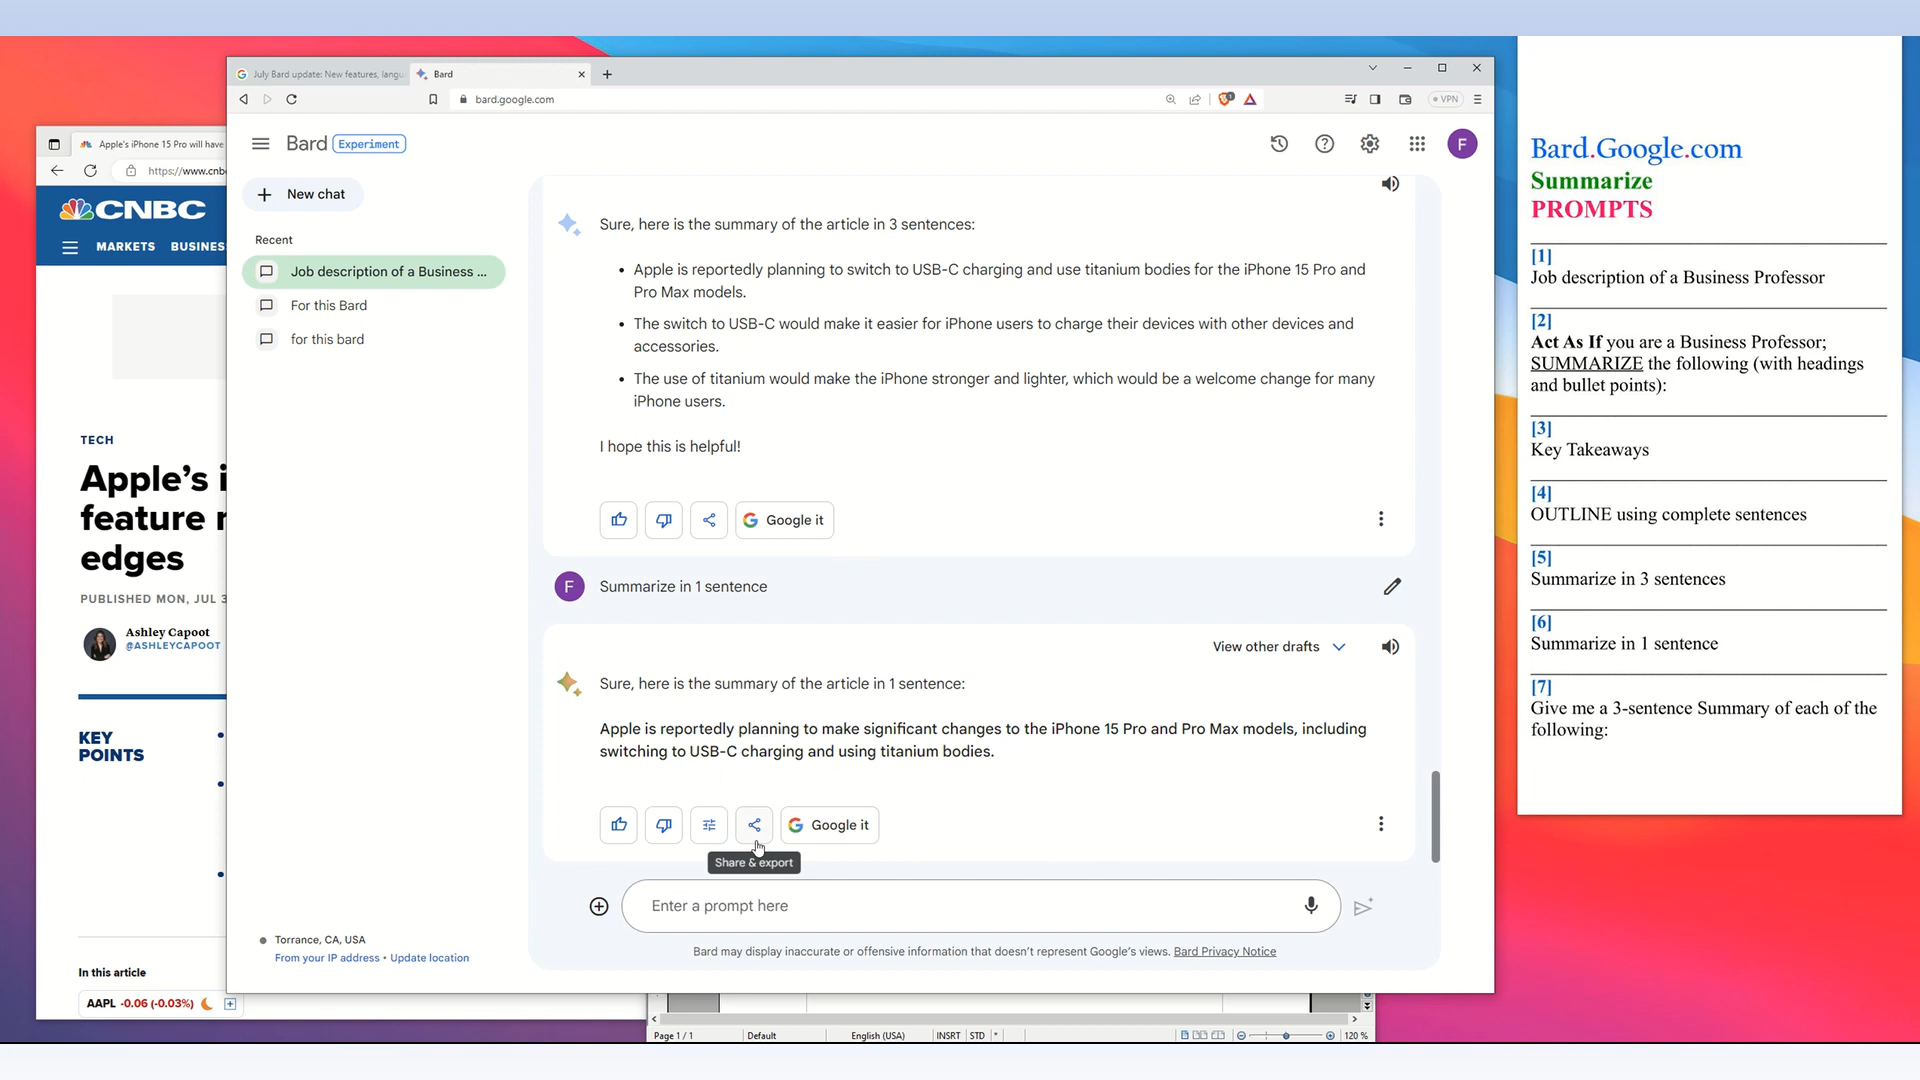 July Bard update: New features, langu
Bard
bard.google.com
VPN
Bard Experiment
F
New chat
Recent
Job description of a Business ...
For this Bard
for this bard
Torrance, CA, USA
From your IP address • Update location
Sure, here is the summary of the article in 3 sentences:
• Apple is reportedly planning to switch to USB-C charging and use titanium bodies for the iPhone 15 Pro and
Pro Max models.
• The switch to USB-C would make it easier for iPhone users to charge their devices with other devices and
accessories.
• The use of titanium would make the iPhone stronger and lighter, which would be a welcome change for many
iPhone users.
I hope this is helpful!
Google it
F
Summarize in 1 sentence
View other drafts
Sure, here is the summary of the article in 1 sentence:
Apple is reportedly planning to make significant changes to the iPhone 15 Pro and Pro Max models, including
switching to USB-C charging and using titanium bodies.
Google it
Share & export
Enter a prompt here
Bard may display inaccurate or offensive information that doesn't represent Google's views. Bard Privacy Notice
Apple's iPhone 15 Pro will have
https://www.cnb
CNBC
MARKETS BUSINES
TECH
Apple's i
feature r
edges
PUBLISHED MON, JUL 3
Ashley Capoot
@ASHLEYCAPOOT
KEY
POINTS
In this article
AAPL -0.06 (-0.03%)
Page 1 / 1
Default
English (USA)
INSRT
STD
*
120 %
Bard.Google.com
Summarize
PROMPTS
[1]
Job description of a Business Professor
[2]
Act As If you are a Business Professor;
SUMMARIZE the following (with headings
and bullet points):
[3]
Key Takeaways
[4]
OUTLINE using complete sentences
[5]
Summarize in 3 sentences
[6]
Summarize in 1 sentence
[7]
Give me a 3-sentence Summary of each of the
following: